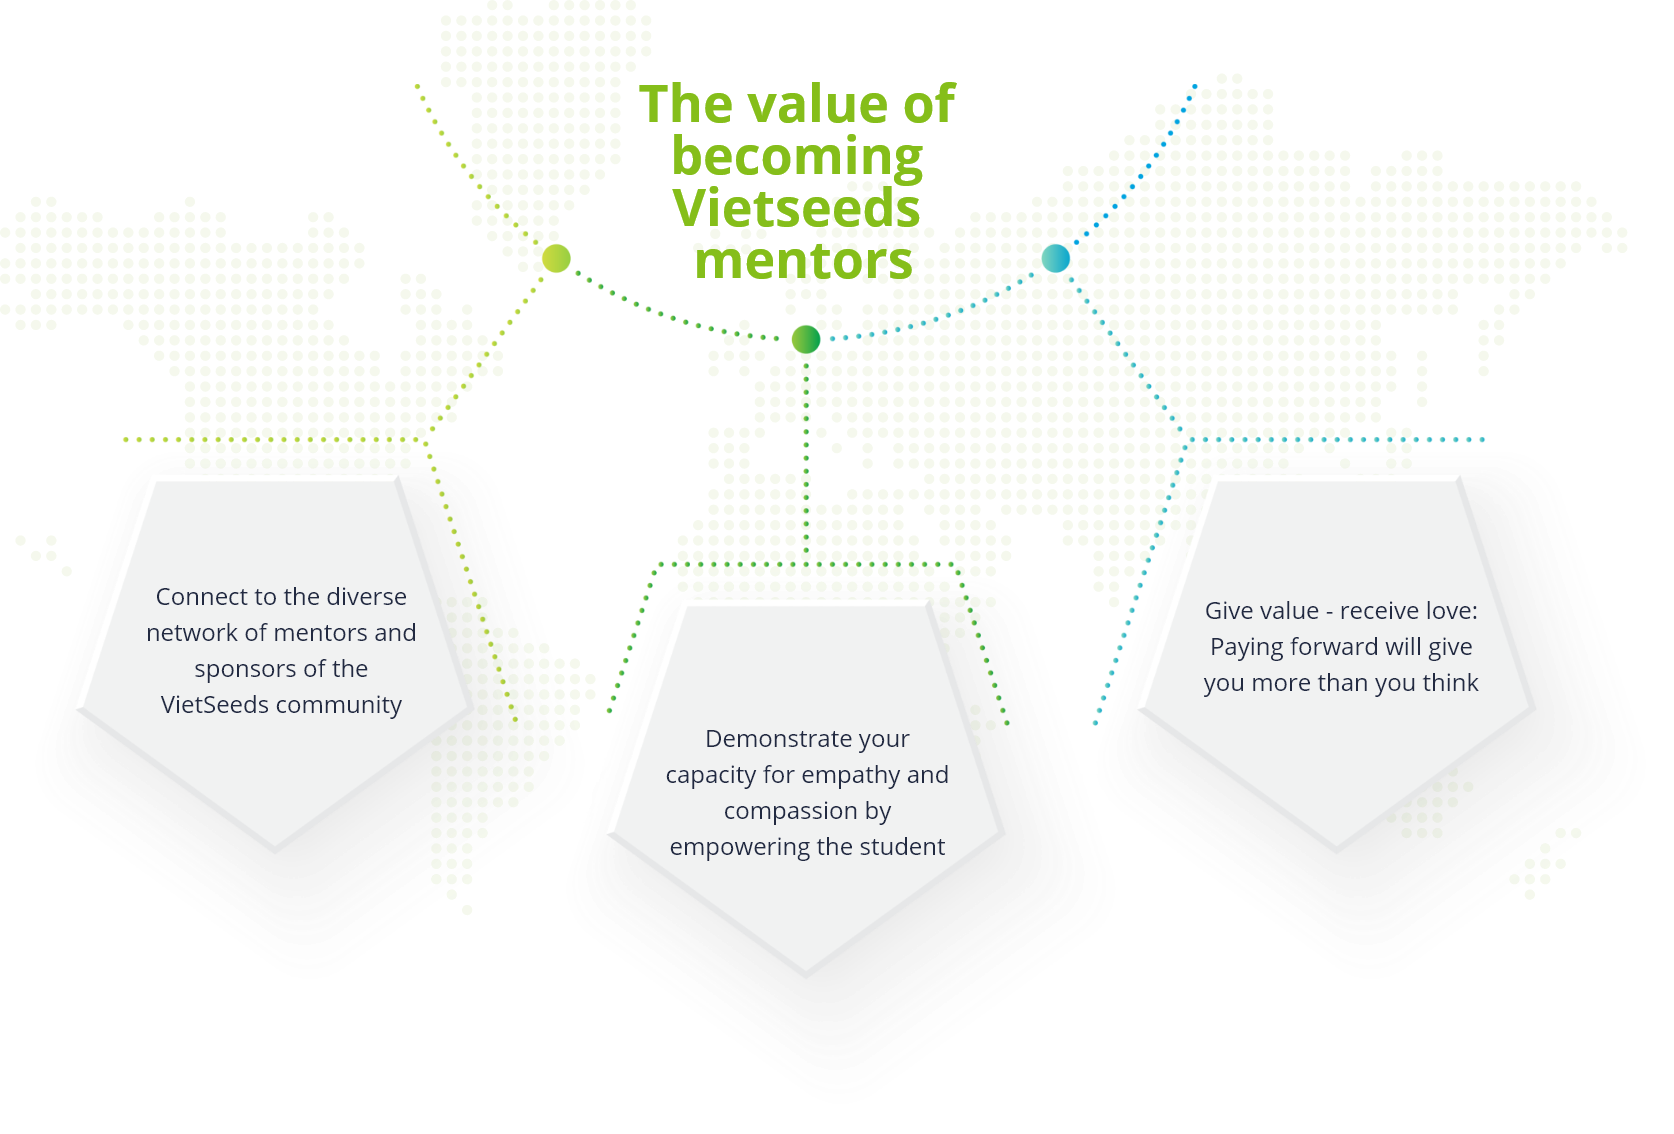 The value of
becoming
Vietseeds
mentors
Connect to the diverse
network of mentors and
sponsors of the
VietSeeds community
Demonstrate your
capacity for empathy and
compassion by
empowering the student
Give value - receive love:
Paying forward will give
you more than you think